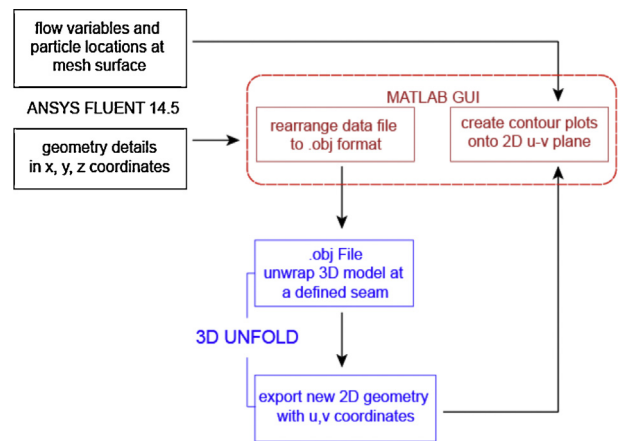 flow variables and
particle locations at
mesh surface
ANSYS FLUENT 14.5
geometry details
in x, y, z coordinates
MATLAB GUI
rearrange data file
to .obj format
create contour plots
onto 2D u-v plane
.obj File
unwrap 3D model at
a defined seam
3D UNFOLD
export new 2D geometry
with u,v coordinates